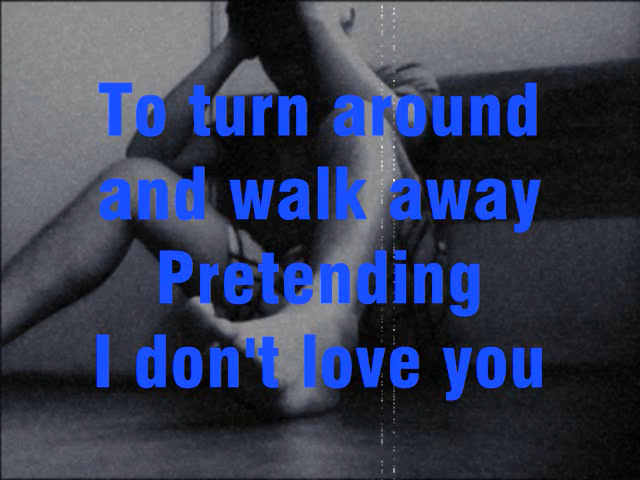 To turn around
and walk away
Pretending
I don't love you